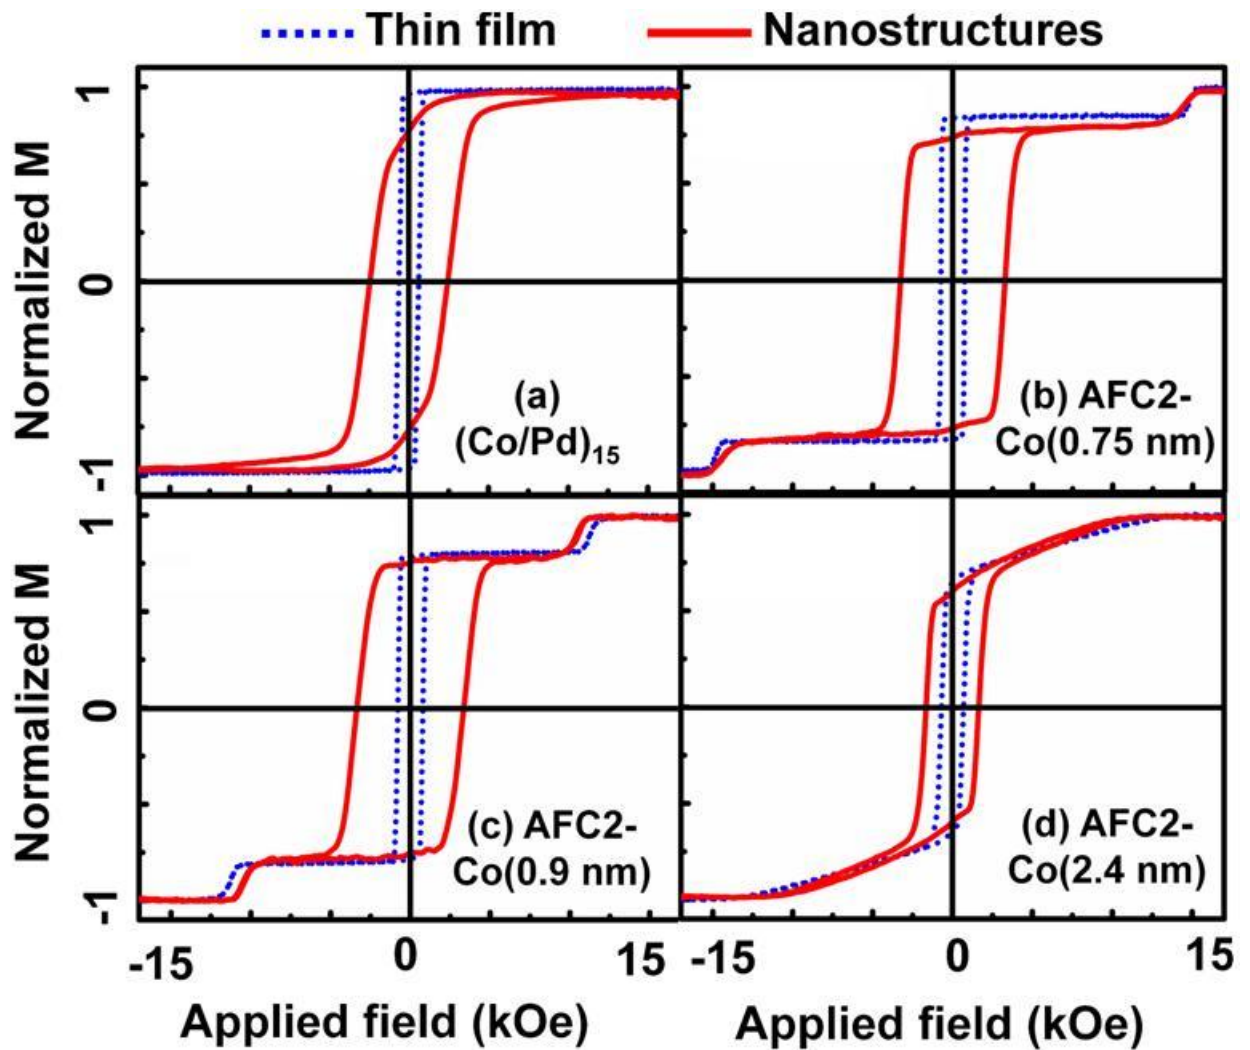 Thin film Nanostructures
Normalized M
1
0
-1
(a)
(Co/Pd)15
(b) AFC2-
Co(0.75 nm)
Normalized M
1
0
-1
(c) AFC2-
Co(0.9 nm)
(d) AFC2-
Co(2.4 nm)
-15 0 15 -15 0 15
Applied field (kOe) Applied field (kOe)